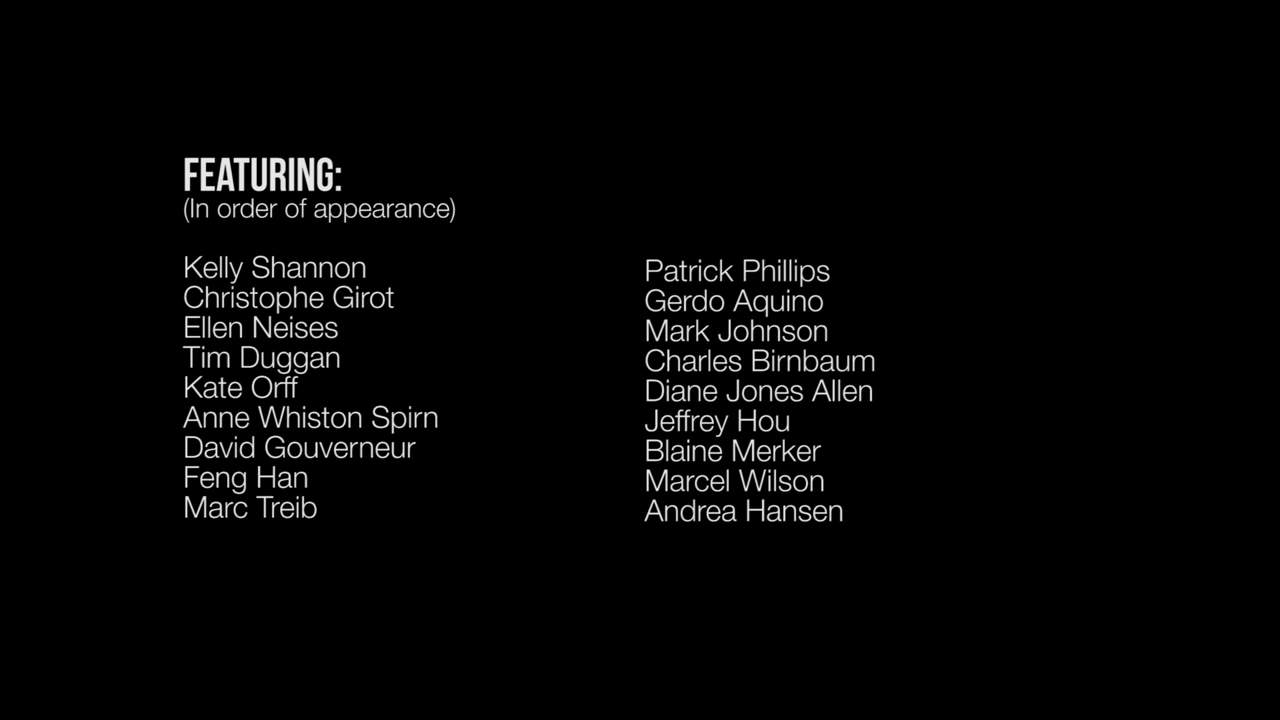 FEATURING:
(In order of appearance)
Kelly Shannon
Christophe Girot
Ellen Neises
Tim Duggan
Kate Orff
Anne Whiston Spirn
David Gouverneur
Feng Han
Marc Treib
Patrick Phillips
Gerdo Aquino
Mark Johnson
Charles Birnbaum
Diane Jones Allen
Jeffrey Hou
Blaine Merker
Marcel Wilson
Andrea Hansen